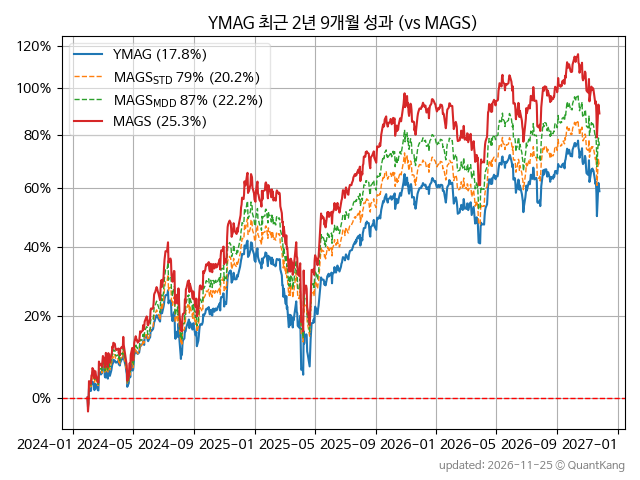 YMAG 최근 2년 9개월 성과 (vs MAGS)
120%
100%
80%
60%
40%
20%
0%
YMAG (17.8%)
MAGS_STD 79% (20.2%)
MAGS_MDD 87% (22.2%)
MAGS (25.3%)
2024-01 2024-05 2024-09 2025-01 2025-05 2025-09 2026-01 2026-05 2026-09 2027-01
updated: 2026-11-25 © QuantKang